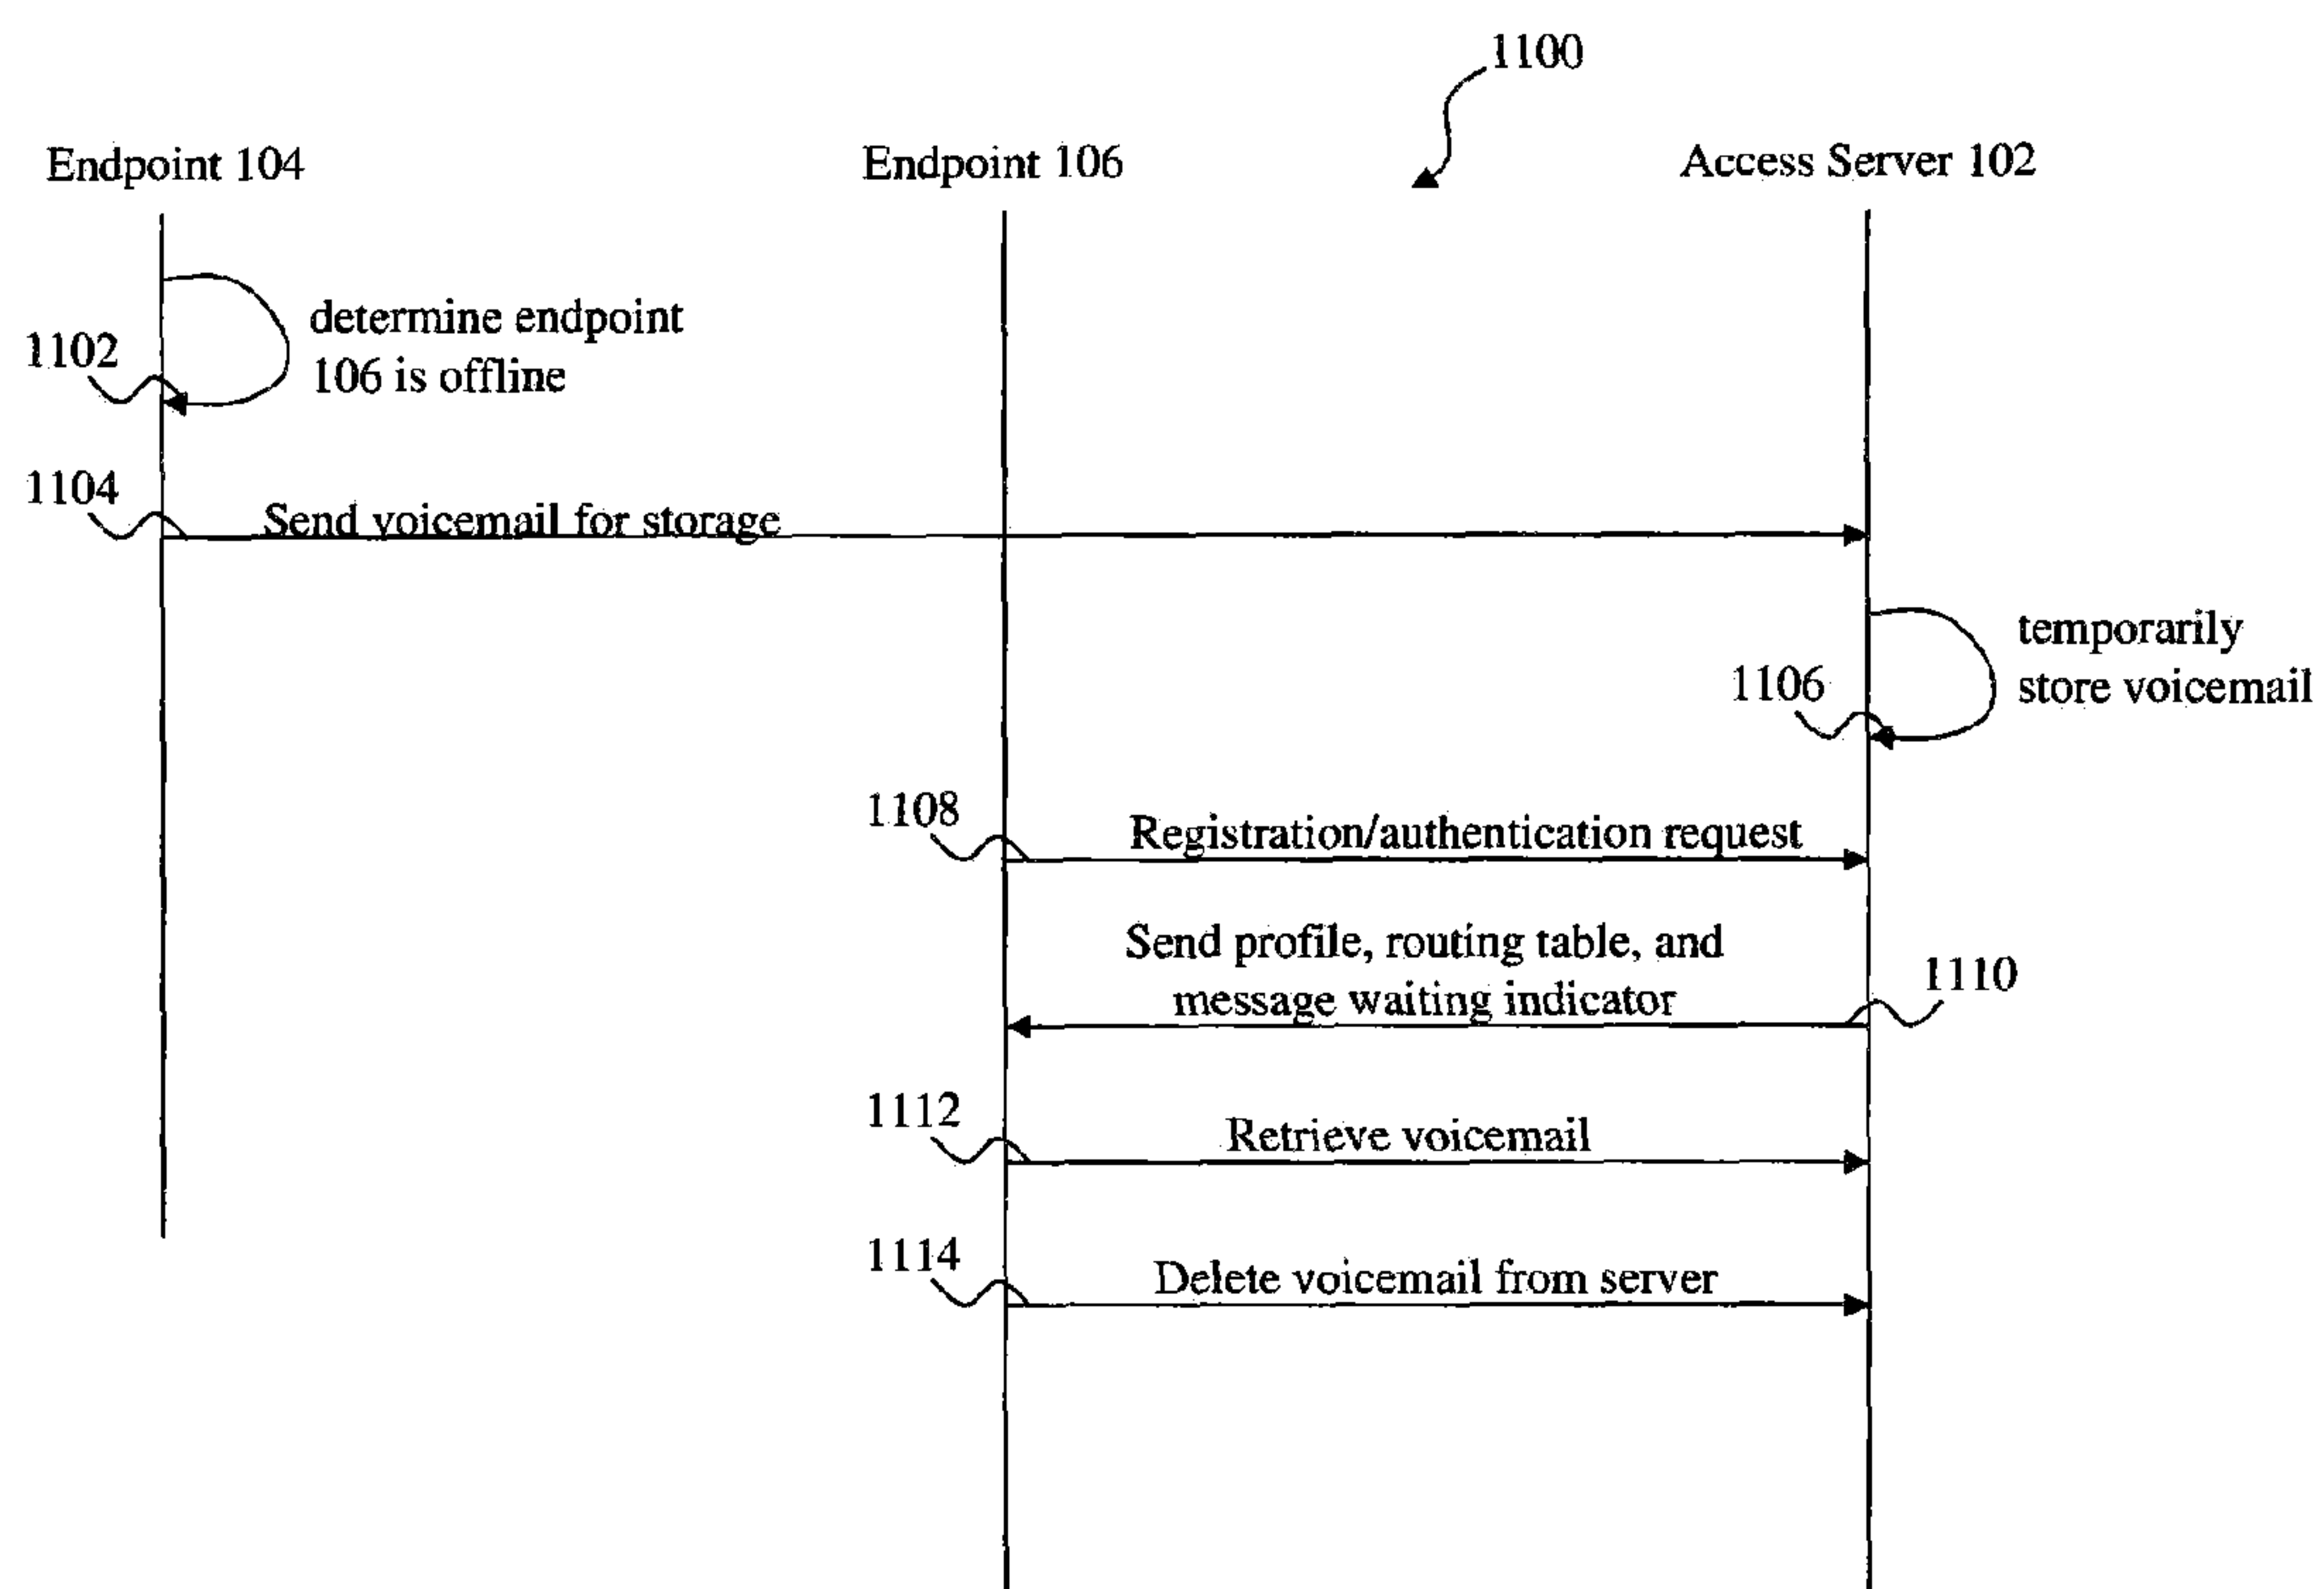 1100
Endpoint 104
Endpoint 106
Access Server 102
determine endpoint
106 is offline
1102
1104
Send voicemail for storage
temporarily
store voicemail
1106
1108
Registration/authentication request
Send profile, routing table, and
message waiting indicator
1110
1112
Retrieve voicemail
1114
Delete voicemail from server